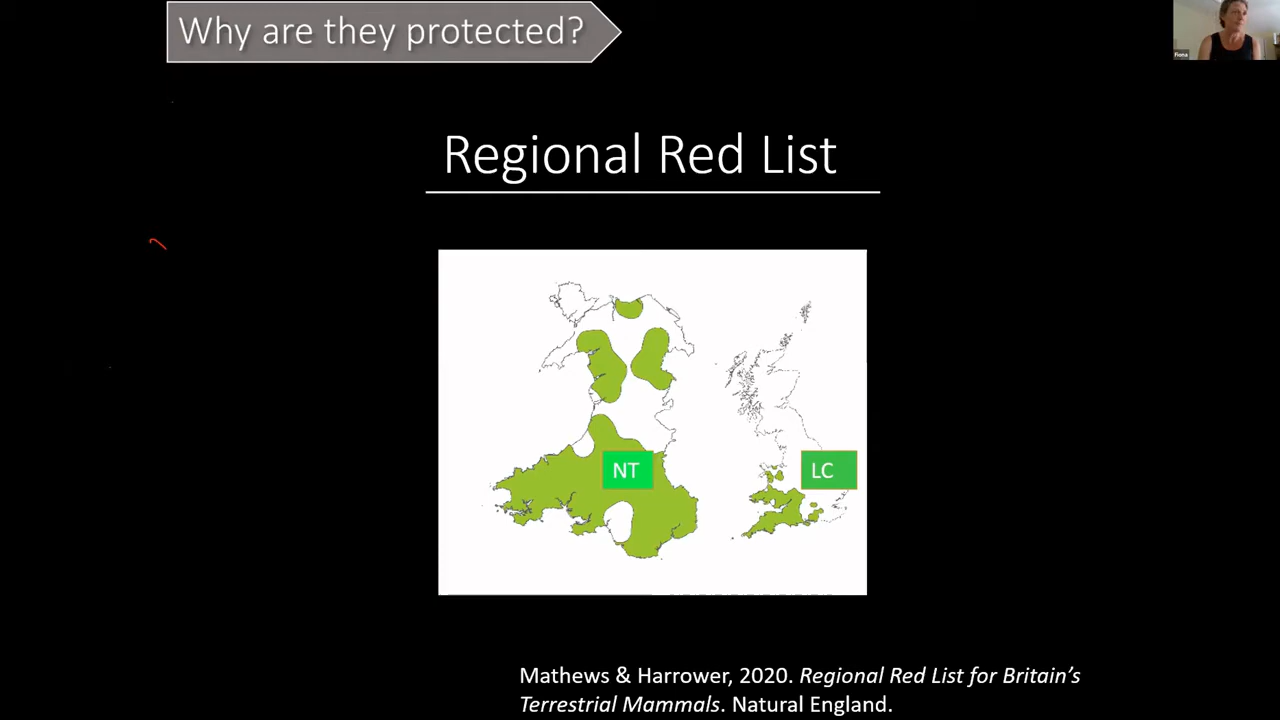 Why are they protected?
Fiona
Regional Red List
NT
LC
Mathews & Harrower, 2020. Regional Red List for Britain's
Terrestrial Mammals. Natural England.